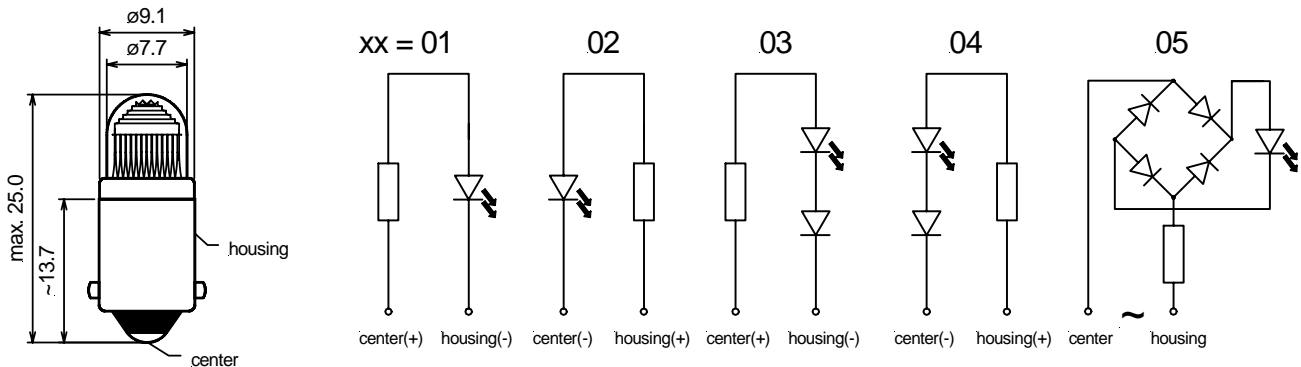 ø9.1
ø7.7
max. 25.0
~13.7
housing
center
xx = 01
02
03
04
05
center(+) housing(-)
center(-) housing(+)
center(+) housing(-)
center(-) housing(+)
center ~ housing